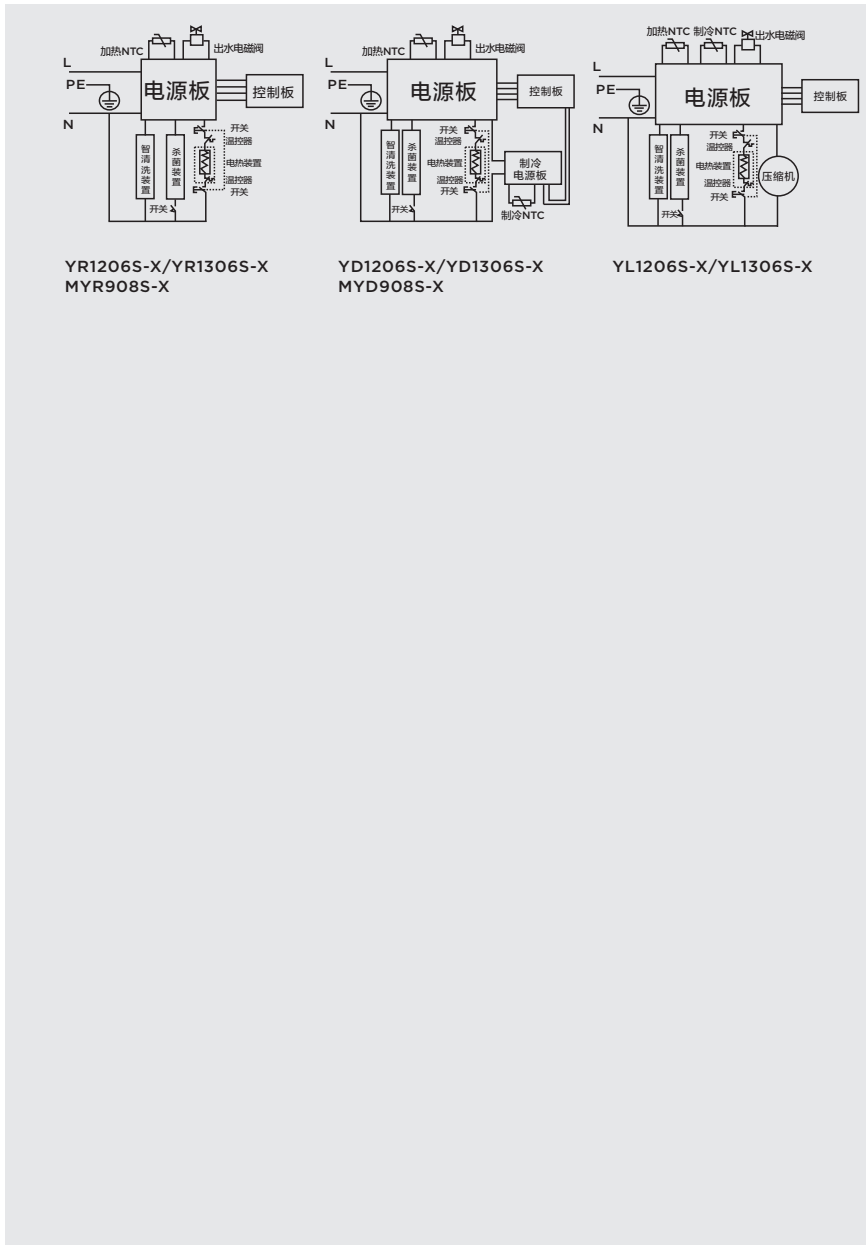 加热NTC
出水电磁阀
L
PE
N
电源板
控制板
智清洗装置
杀菌装置
开关
开关
温控器
电热装置
温控器
开关
YR1206S-X/YR1306S-X
MYR908S-X
加热NTC
出水电磁阀
L
PE
N
电源板
控制板
智清洗装置
杀菌装置
开关
开关
温控器
电热装置
温控器
开关
制冷
电源板
制冷NTC
YD1206S-X/YD1306S-X
MYD908S-X
加热NTC
制冷NTC
出水电磁阀
L
PE
N
电源板
控制板
智清洗装置
杀菌装置
开关
开关
温控器
电热装置
温控器
开关
压缩机
YL1206S-X/YL1306S-X